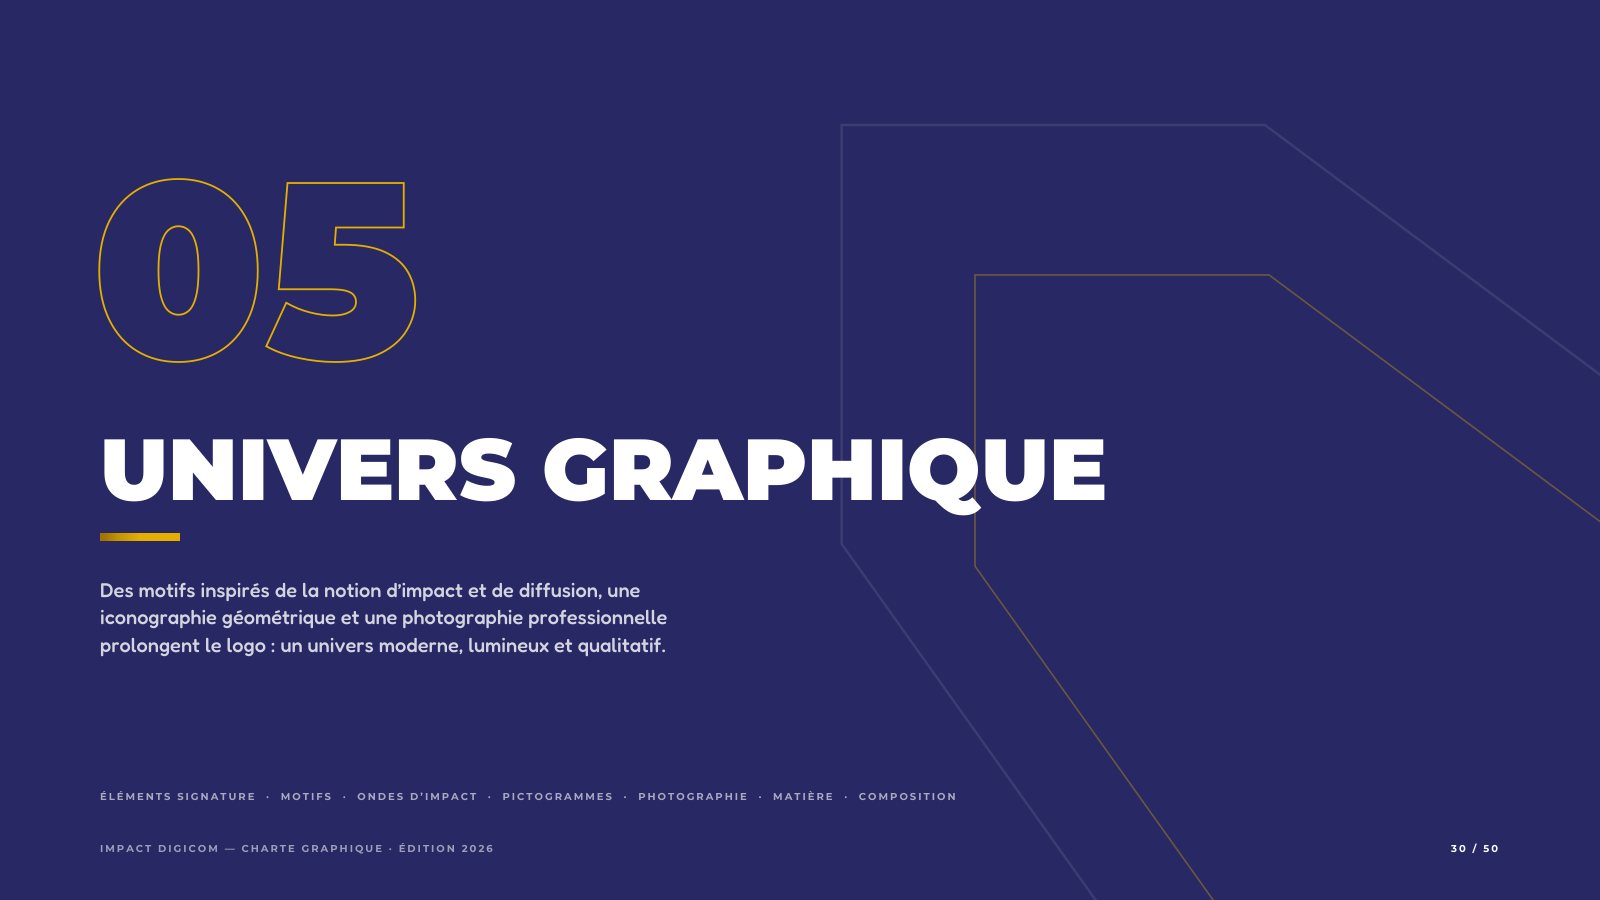 05
UNIVERS GRAPHIQUE
Des motifs inspirés de la notion d’impact et de diffusion, une
iconographie géométrique et une photographie professionnelle
prolongent le logo : un univers moderne, lumineux et qualitatif.
ÉLÉMENTS SIGNATURE · MOTIFS · ONDES D’IMPACT · PICTOGRAMMES · PHOTOGRAPHIE · MATIÈRE · COMPOSITION
IMPACT DIGICOM — CHARTE GRAPHIQUE · ÉDITION 2026
30 / 50